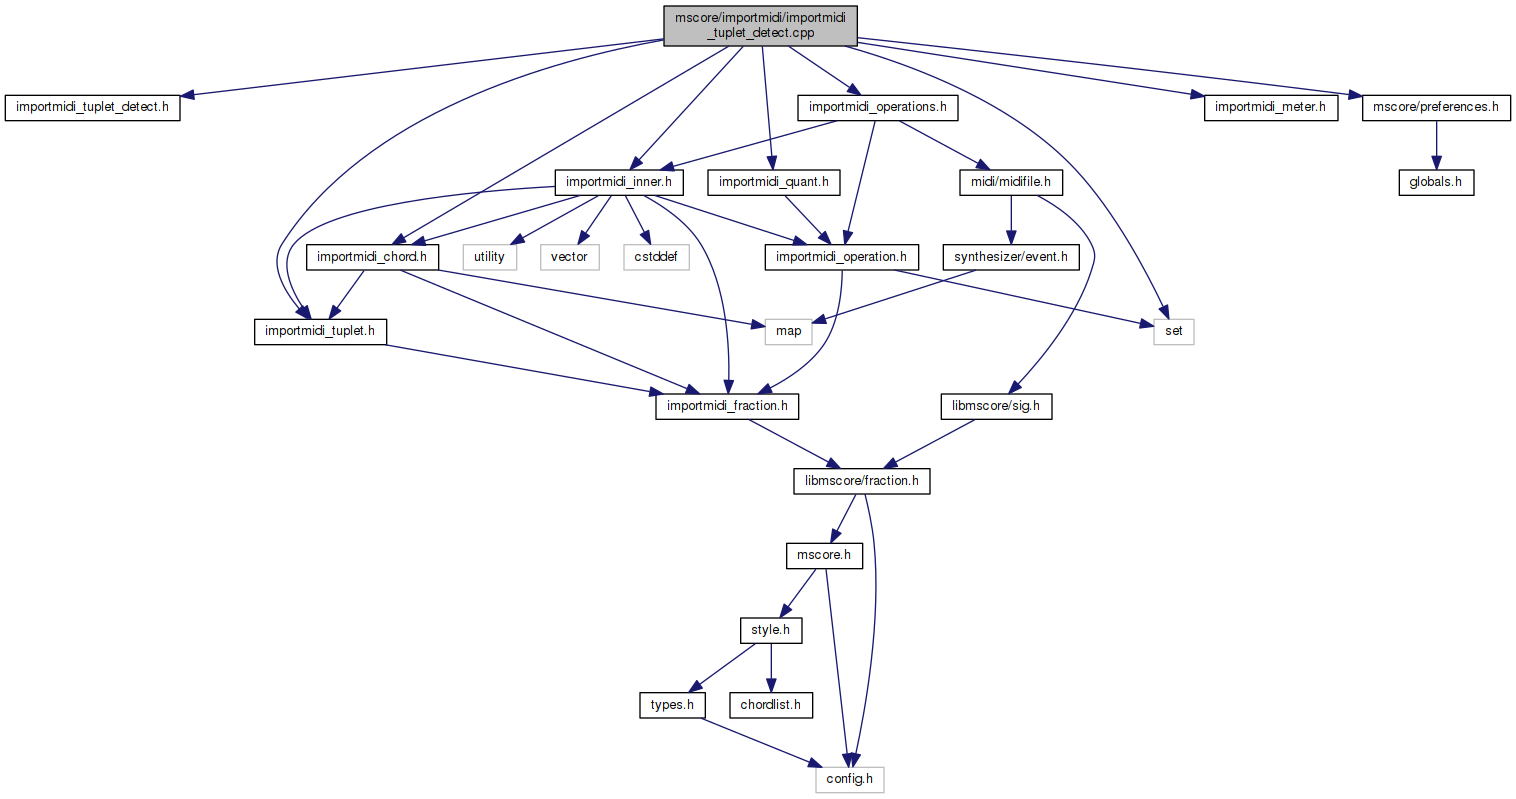 mscore/importmidi/importmidi
_tuplet_detect.cpp
importmidi_tuplet_detect.h
importmidi_operations.h
importmidi_meter.h
mscore/preferences.h
importmidi_inner.h
importmidi_quant.h
midi/midifile.h
globals.h
importmidi_chord.h
utility
vector
cstddef
importmidi_operation.h
synthesizer/event.h
importmidi_tuplet.h
map
set
importmidi_fraction.h
libmscore/sig.h
libmscore/fraction.h
mscore.h
style.h
types.h
chordlist.h
config.h